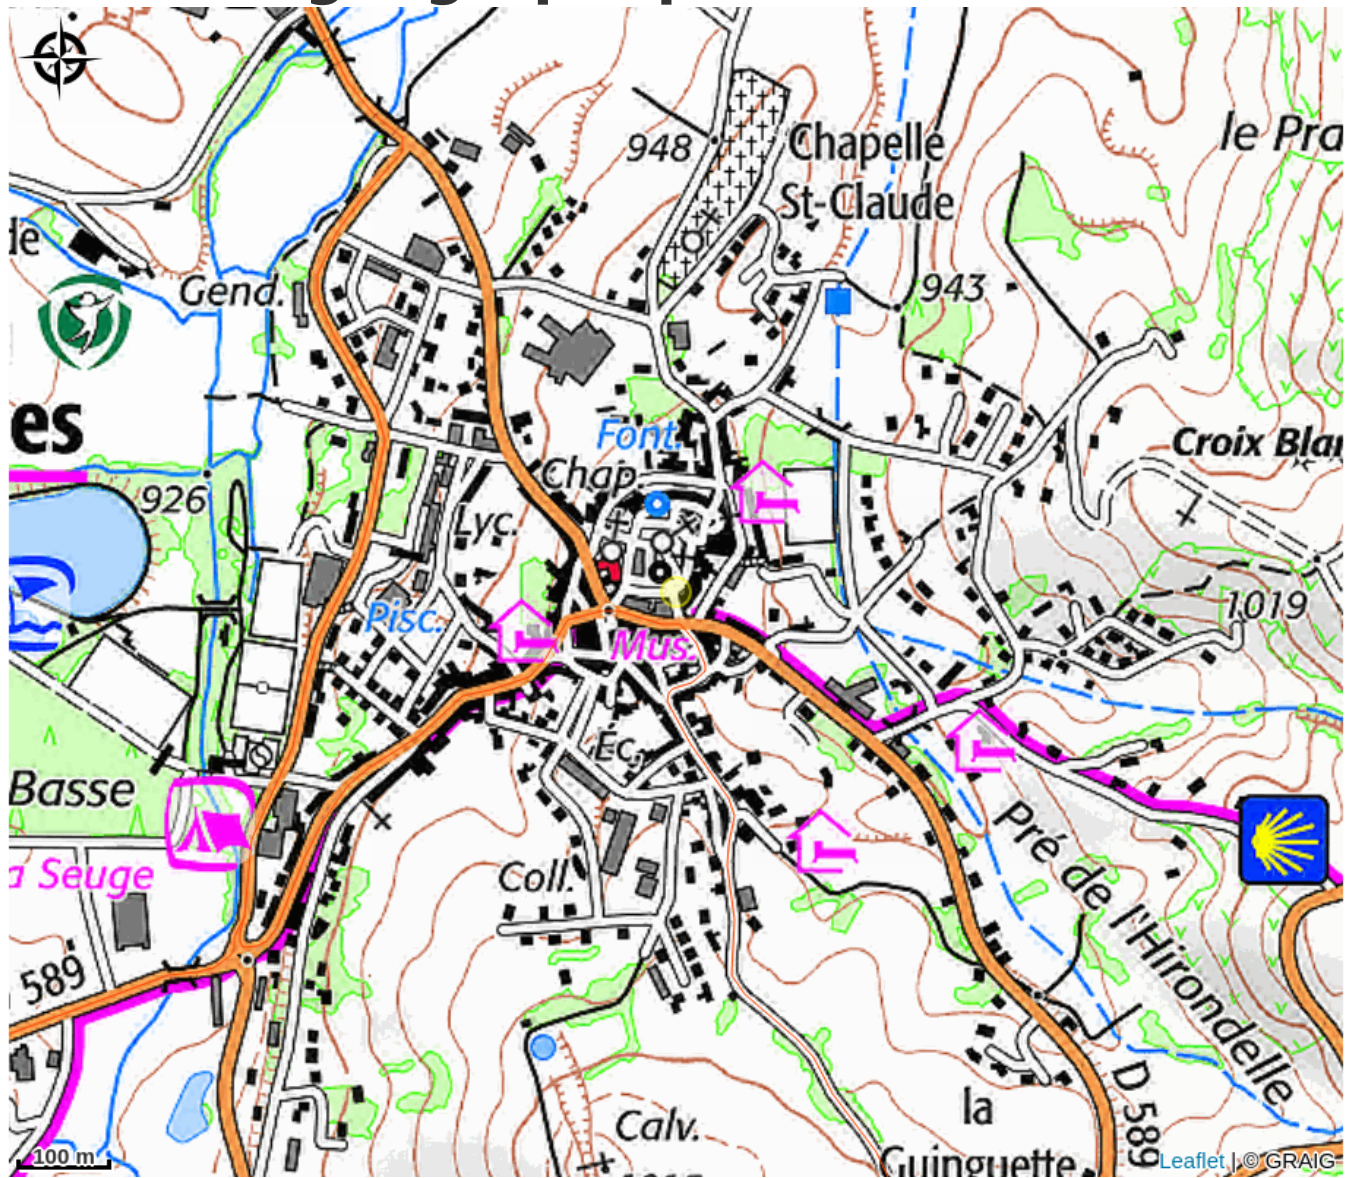 948
Chapelle
St-Claude
le Pra
de
Gend.
943
es
Font.
Croix Blan
Chap.
926
Lyc.
1019
Pisc.
Mus.
Éc.
Basse
a Seuge
Pré de l'Hirondelle
Coll.
589
D 589
la
Guinguette
Calv.
100 m
Leaflet | © GRAIG